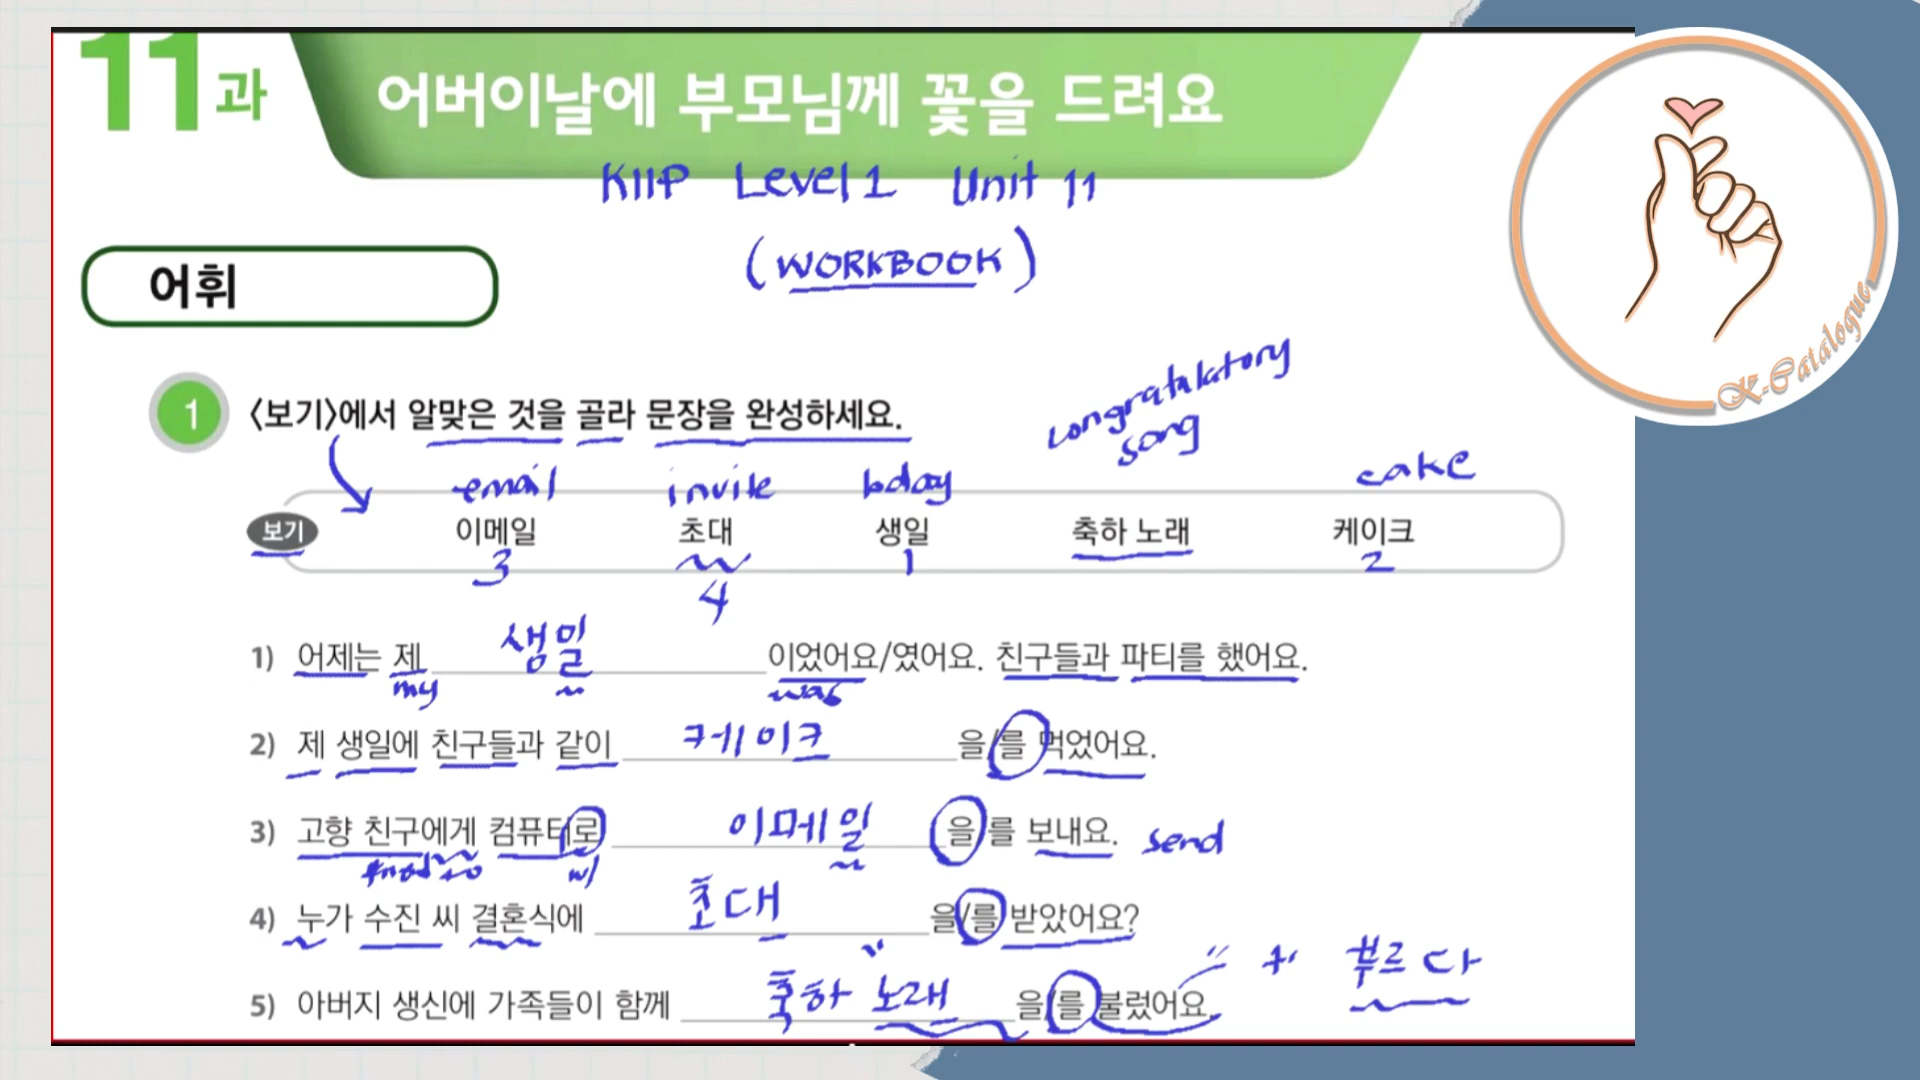 11과 어버이날에 부모님께 꽃을 드려요
KIIP Level 1 Unit 11
(WORKBOOK)
어휘
K-Catalogue
1 〈보기〉에서 알맞은 것을 골라 문장을 완성하세요.
congratulatory
song
email invite bday cake
보기 이메일 초대 생일 축하 노래 케이크
3 4 1 2
1) 어제는 제 생일 이었어요/였어요. 친구들과 파티를 했어요.
my was
2) 제 생일에 친구들과 같이 케이크 을/를 먹었어요.
3) 고향 친구에게 컴퓨터로 이메일 을/를 보내요. send
to w/
4) 누가 수진 씨 결혼식에 초대 을/를 받았어요?
부르다
5) 아버지 생신에 가족들이 함께 축하 노래 을/를 불렀어요.